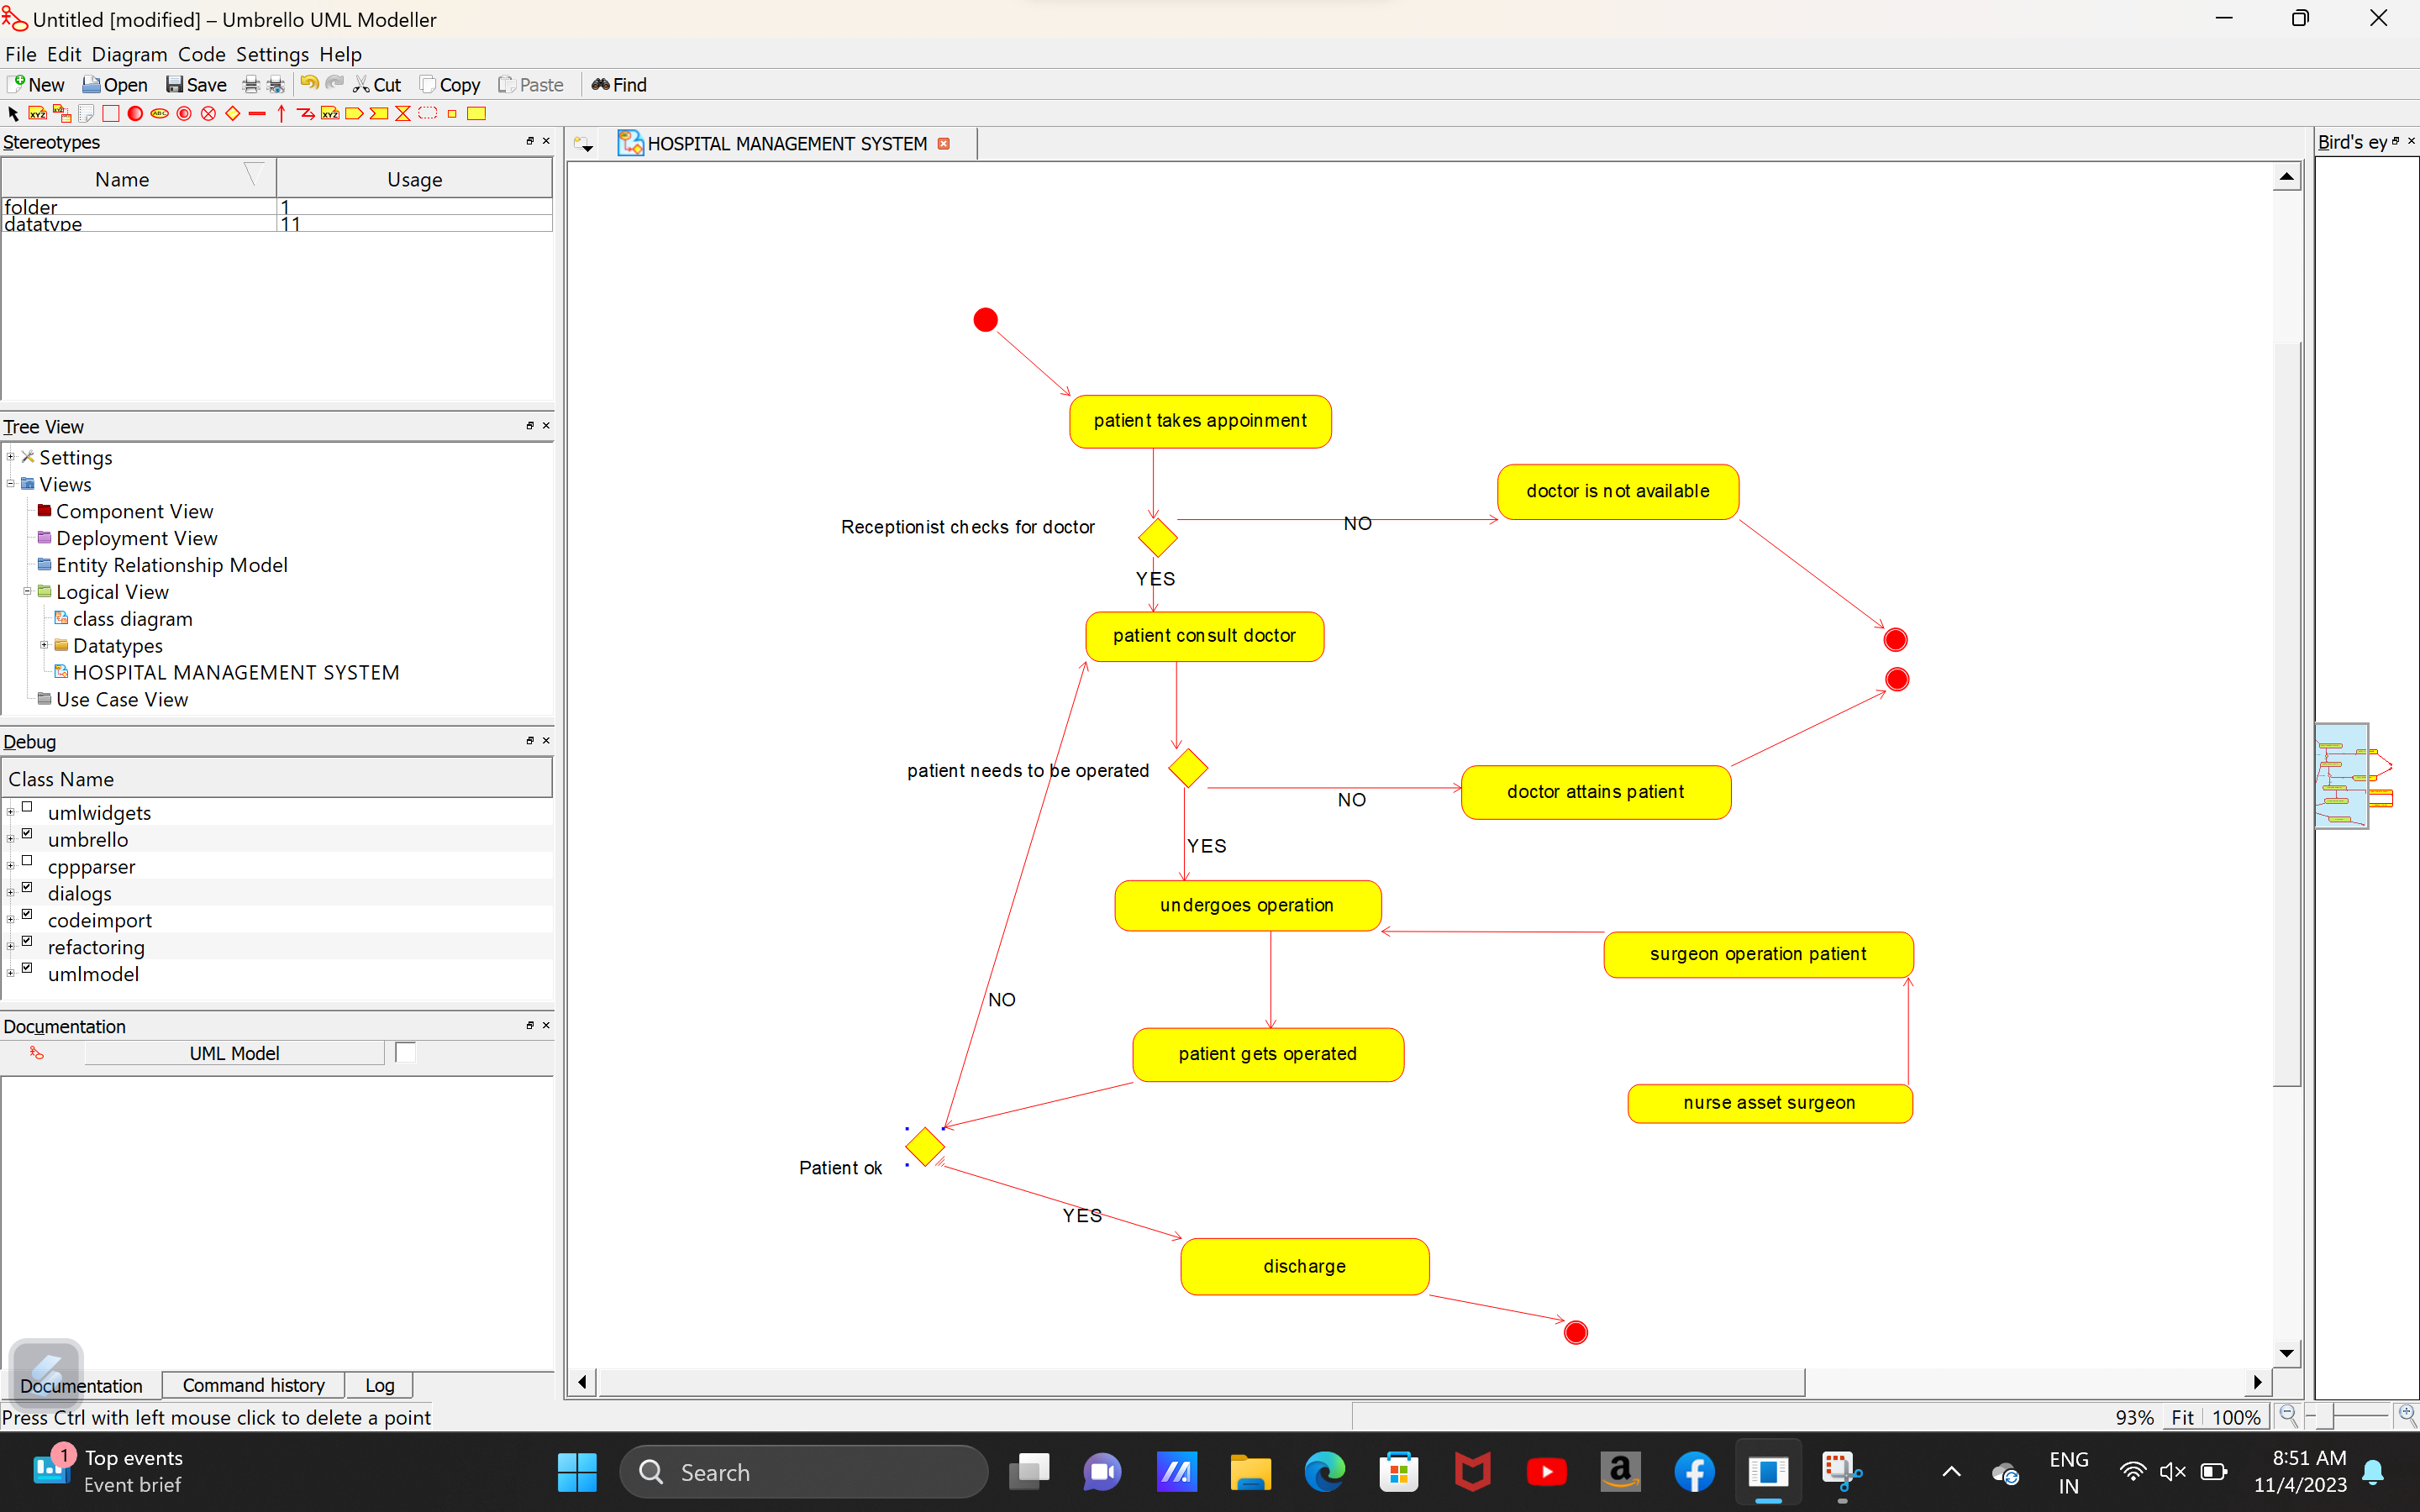 Untitled [modified] – Umbrello UML Modeller
File Edit Diagram Code Settings Help
New Open Save Cut Copy Paste Find
Stereotypes
Name Usage
folder 1
datatype 11
Tree View
Settings
Views
Component View
Deployment View
Entity Relationship Model
Logical View
class diagram
Datatypes
HOSPITAL MANAGEMENT SYSTEM
Use Case View
Debug
Class Name
umlwidgets
umbrello
cppparser
dialogs
codeimport
refactoring
umlmodel
Documentation
UML Model
Documentation Command history Log
Press Ctrl with left mouse click to delete a point
HOSPITAL MANAGEMENT SYSTEM
patient takes appoinment
doctor is not available
Receptionist checks for doctor
NO
YES
patient consult doctor
patient needs to be operated
NO
doctor attains patient
YES
undergoes operation
surgeon operation patient
NO
patient gets operated
nurse asset surgeon
Patient ok
YES
discharge
Bird's ey
93% Fit 100%
1
Top events
Event brief
Search
ENG
IN
8:51 AM
11/4/2023